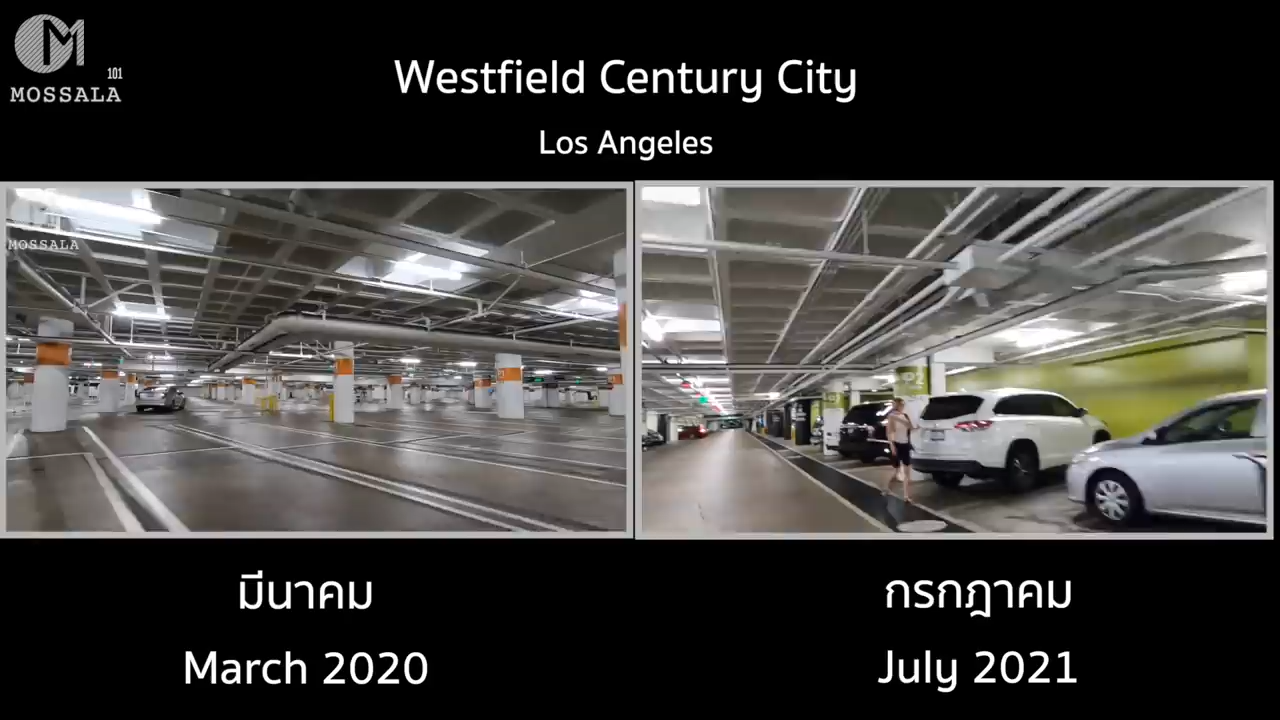 101
MOSSALA
Westfield Century City
Los Angeles
MOSSALA
P2
มีนาคม
กรกฎาคม
March 2020
July 2021